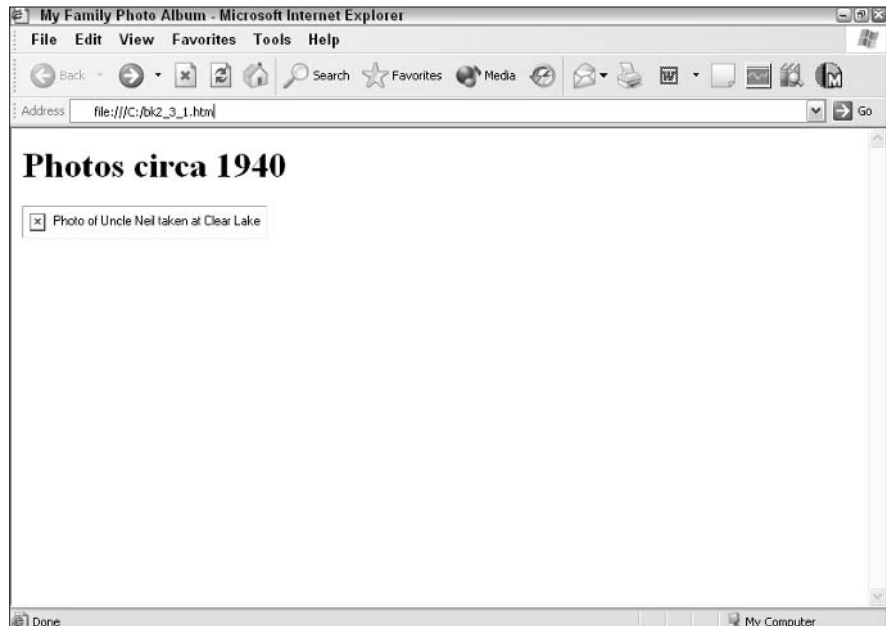 My Family Photo Album - Microsoft Internet Explorer
File Edit View Favorites Tools Help
Back Search Favorites Media
Address file:///C:/bk2_3_1.htm Go
Photos circa 1940
Photo of Uncle Neil taken at Clear Lake
Done My Computer